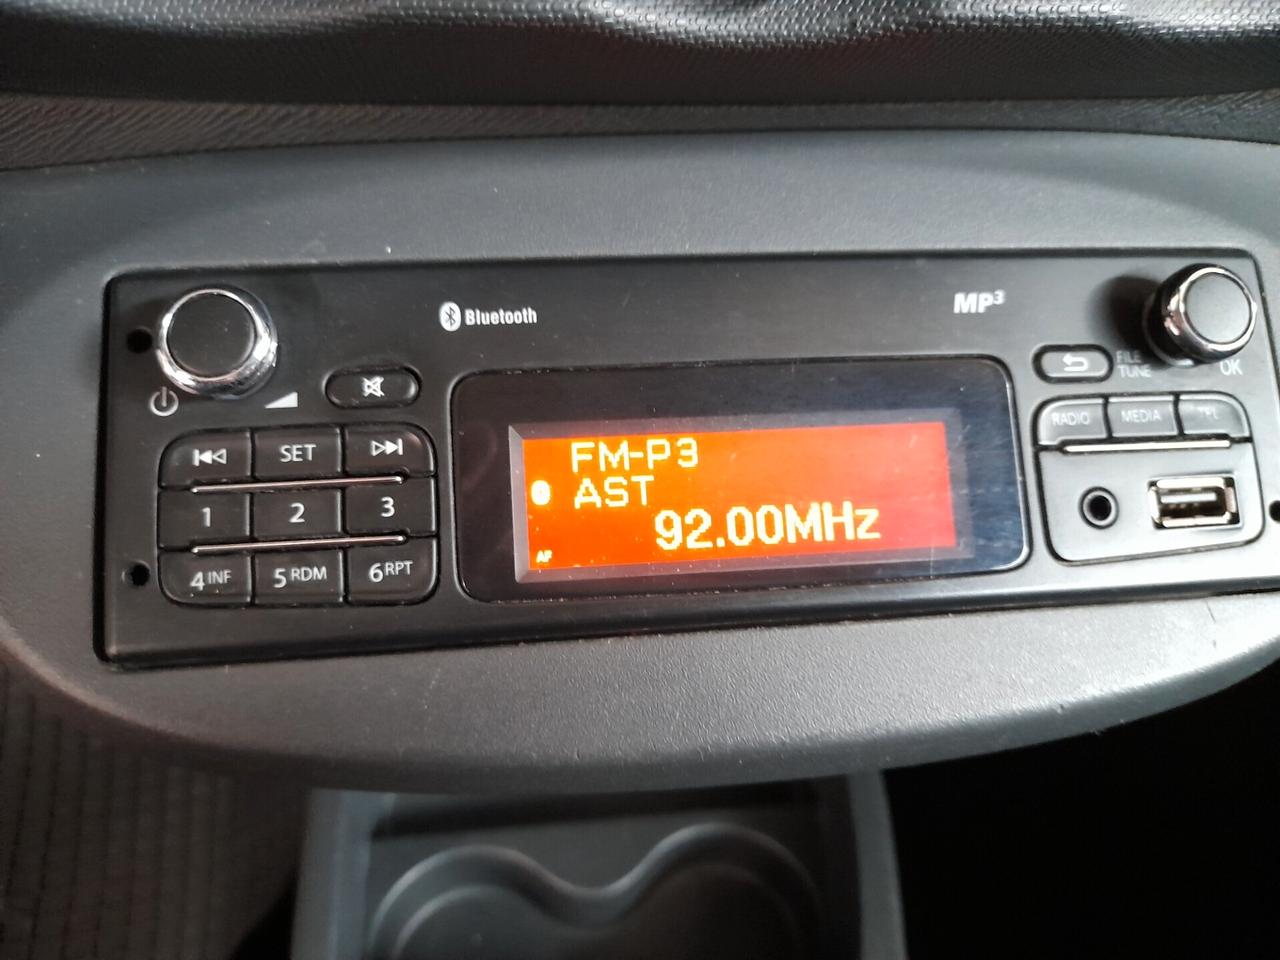 Bluetooth
MP3
FILE
TUNE
OK
SET
RADIO
MEDIA
TEL
1
2
3
4 INF
5 RDM
6 RPT
FM-P3
AST
92.00MHz
AF